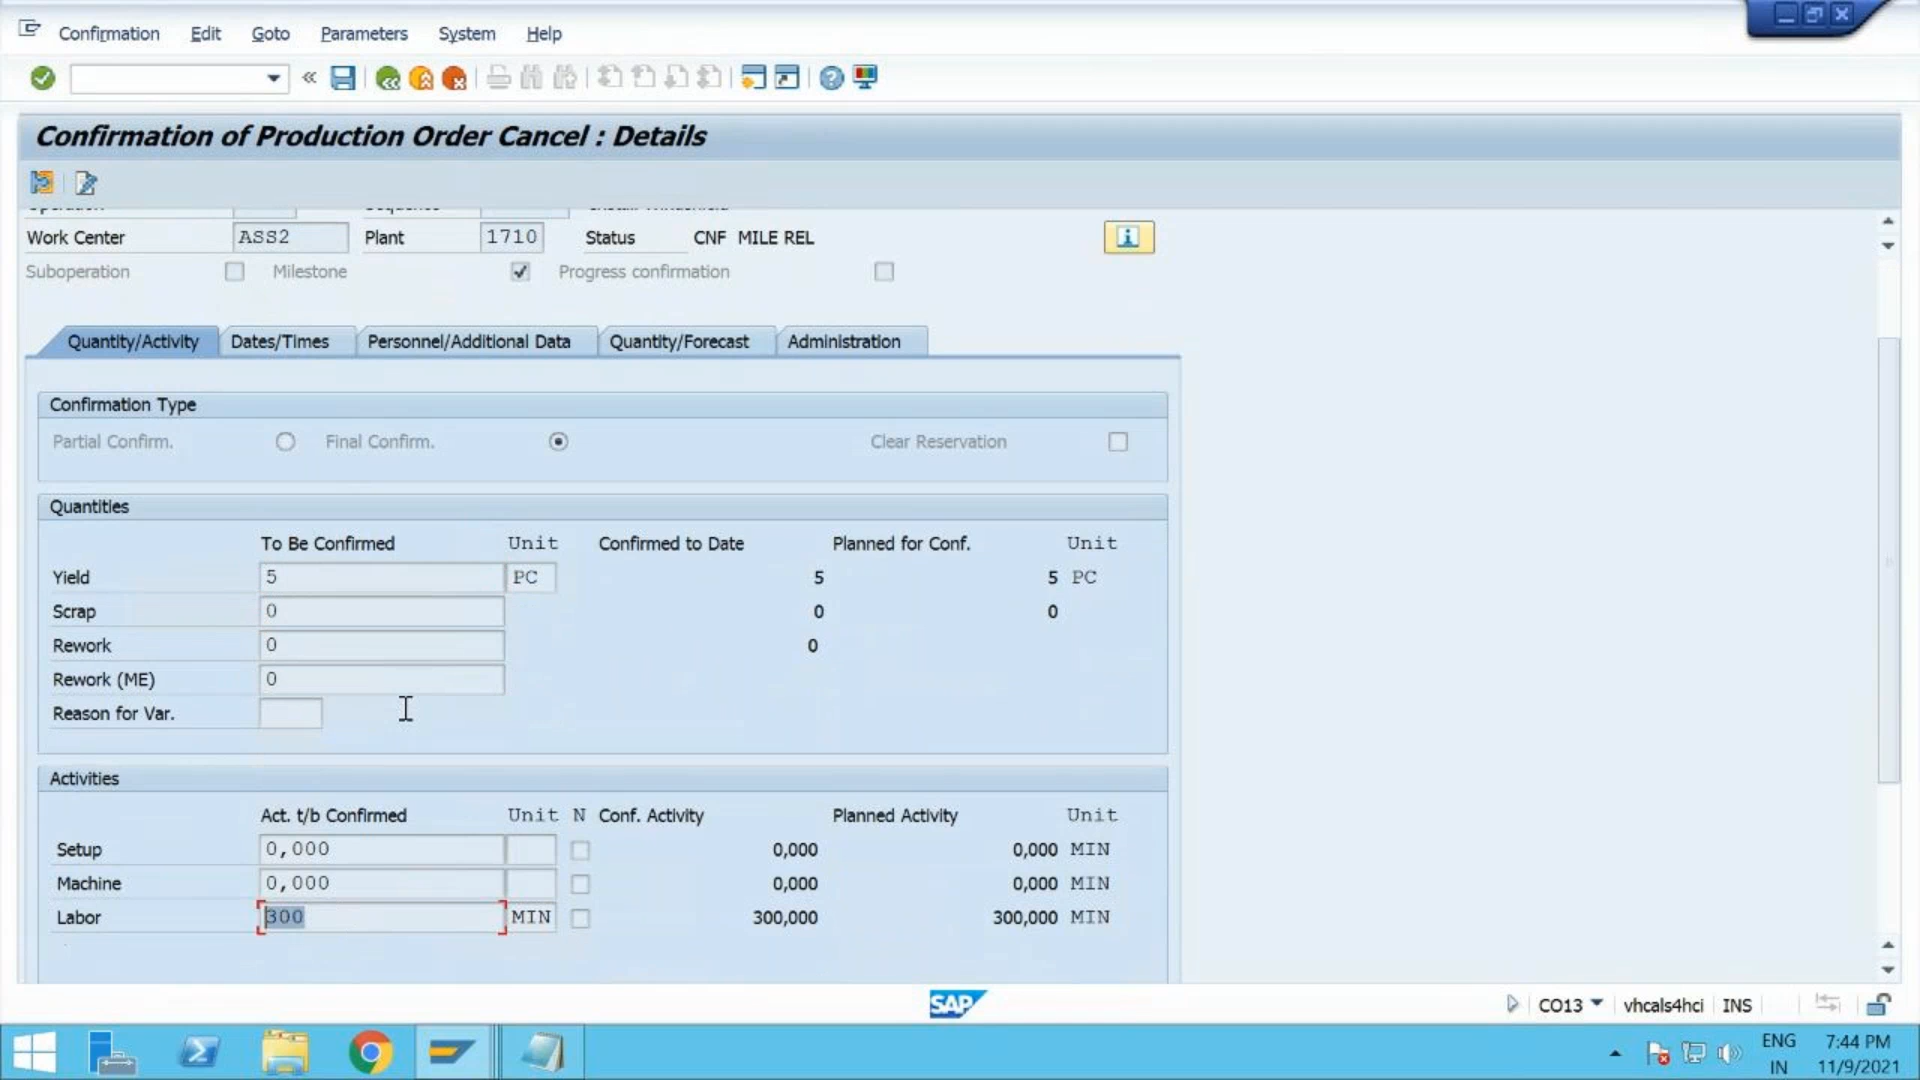 Confirmation Edit Goto Parameters System Help
Confirmation of Production Order Cancel : Details
Operation Sequence
Work Center ASS2 Plant 1710 Status CNF MILE REL
Suboperation Milestone Progress confirmation
Quantity/Activity Dates/Times Personnel/Additional Data Quantity/Forecast Administration
Confirmation Type
Partial Confirm. Final Confirm. Clear Reservation
Quantities
To Be Confirmed Unit Confirmed to Date Planned for Conf. Unit
Yield 5 PC 5 5 PC
Scrap 0 0 0
Rework 0 0
Rework (ME) 0
Reason for Var.
Activities
Act. t/b Confirmed Unit N Conf. Activity Planned Activity Unit
Setup 0,000 0,000 0,000 MIN
Machine 0,000 0,000 0,000 MIN
Labor 300 MIN 300,000 300,000 MIN
SAP CO13 vhcals4hci INS
ENG 7:44 PM
IN 11/9/2021